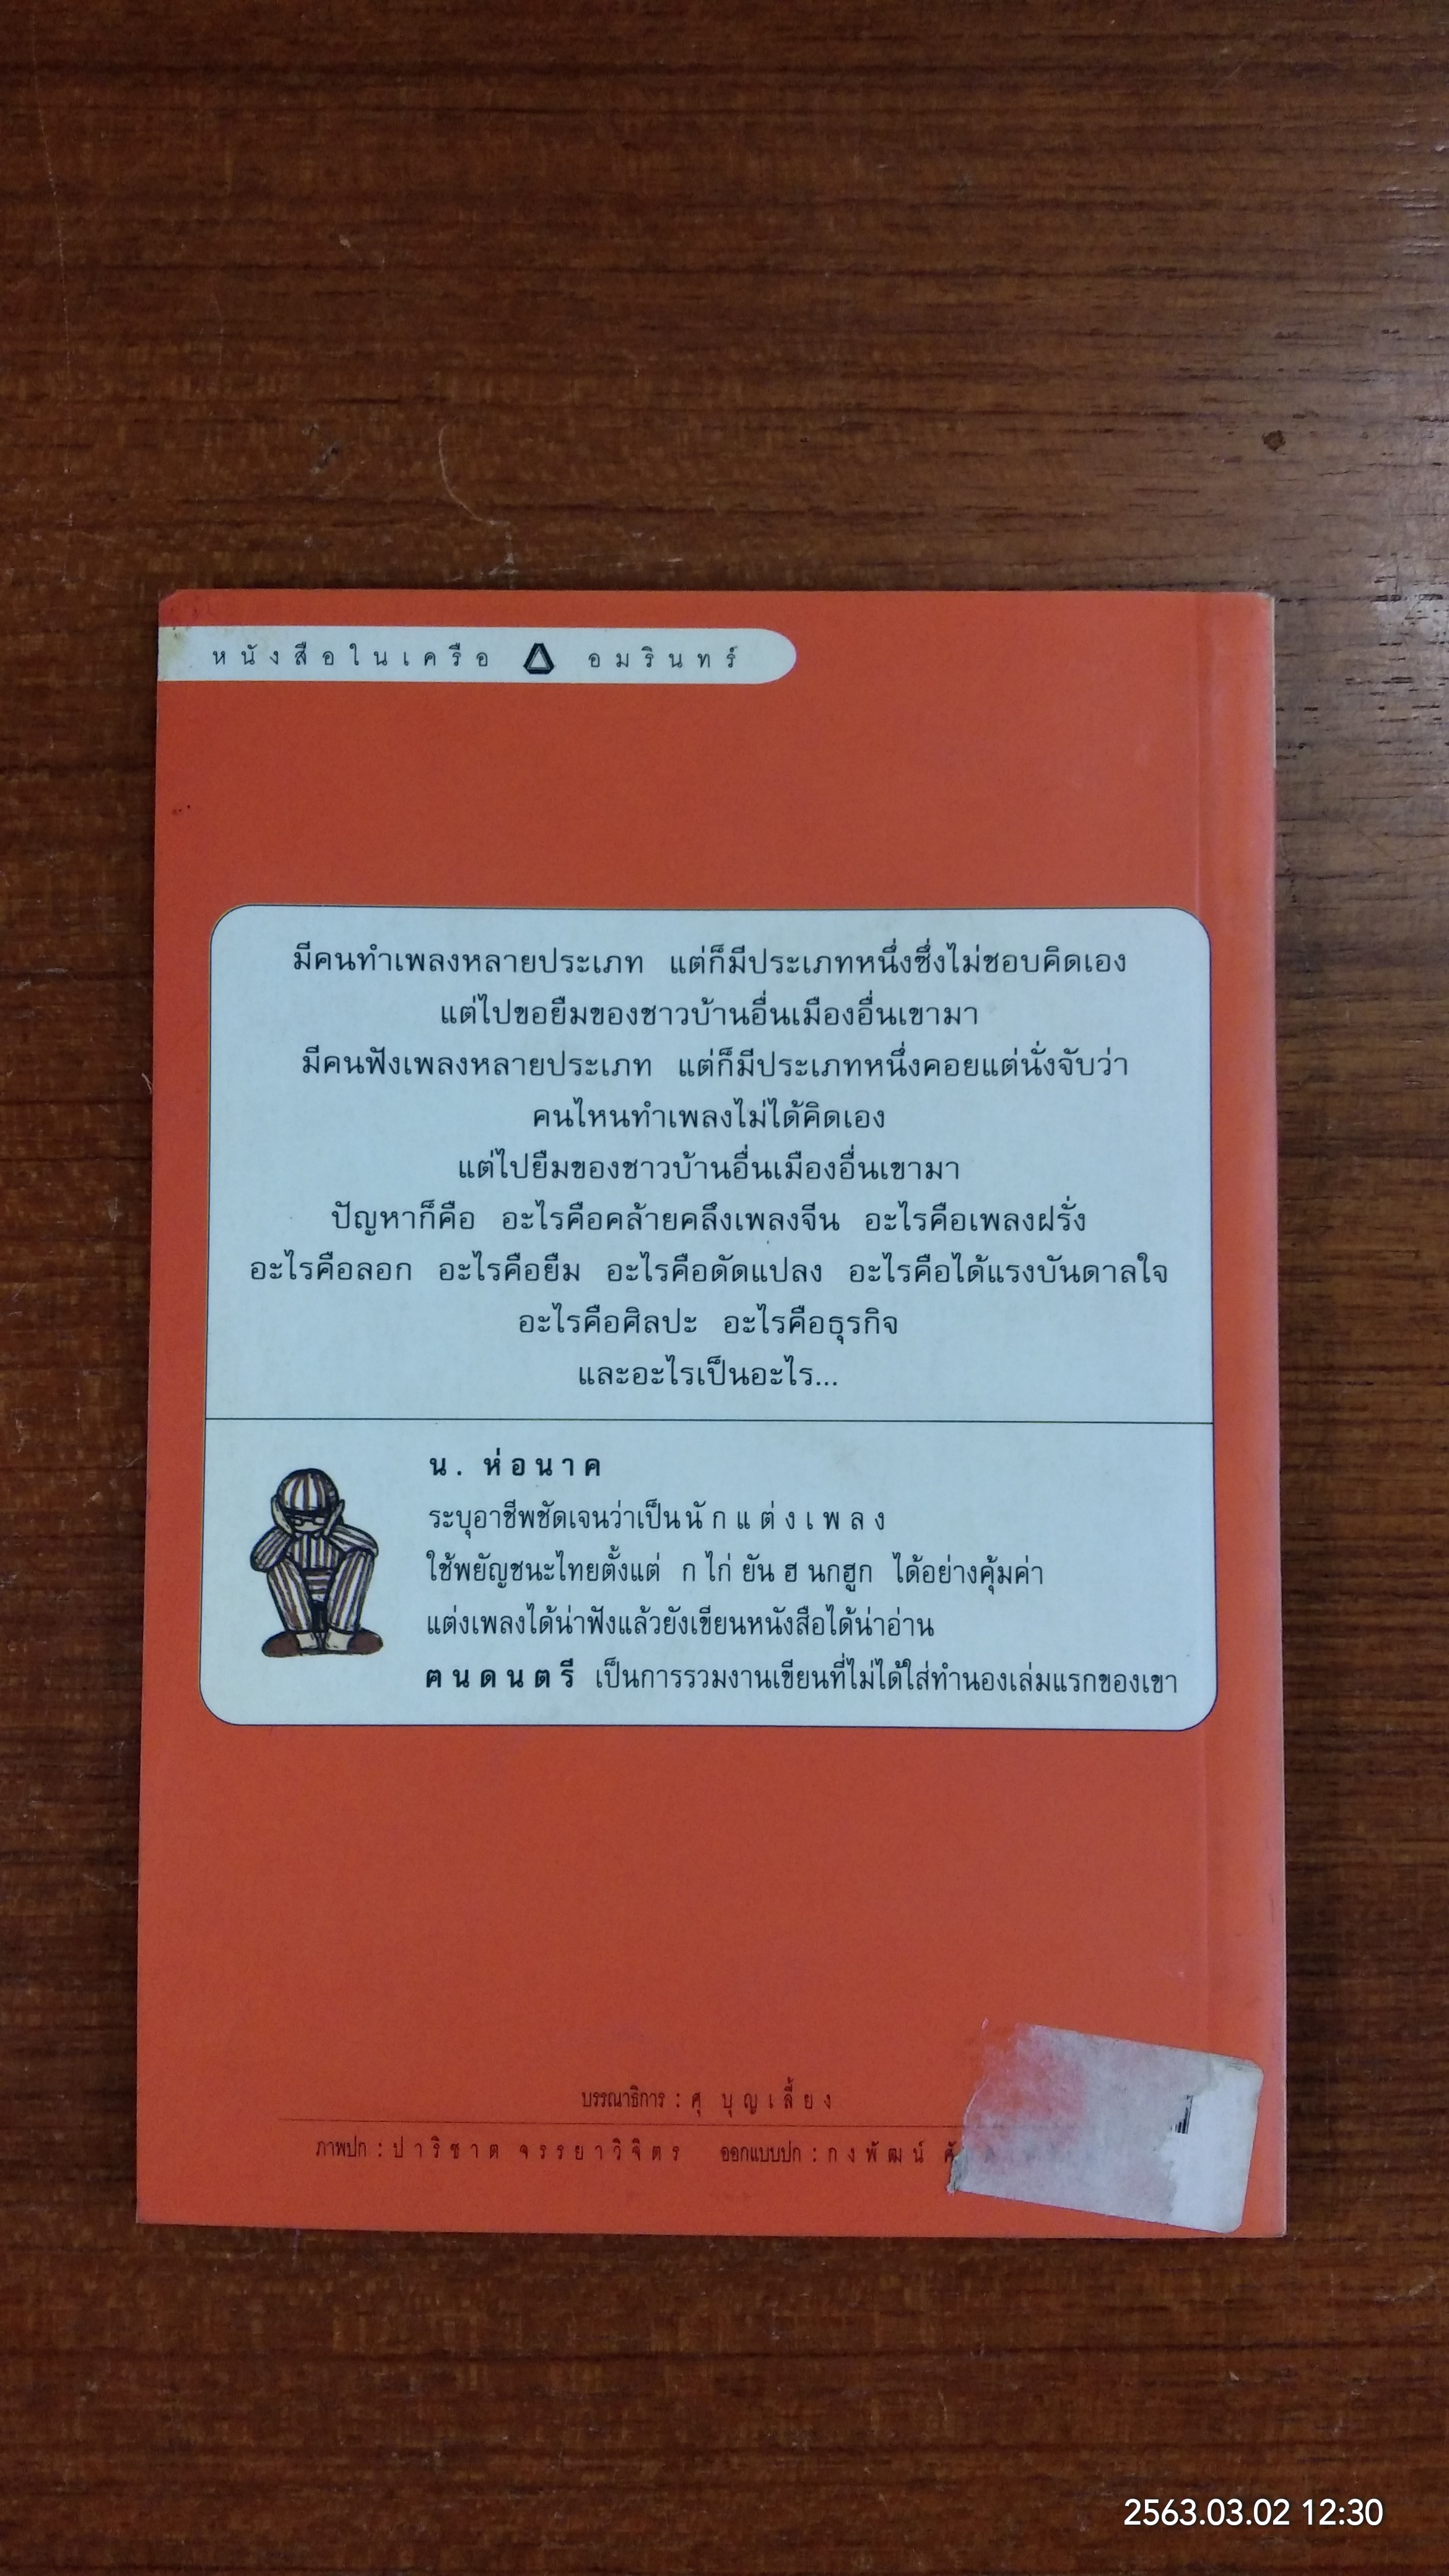 ห นั ง สื อ ใ น เ ค รื อ อ ม ริ น ท ร์
มีคนทำเพลงหลายประเภท แต่ก็มีประเภทหนึ่งซึ่งไม่ชอบคิดเอง
แต่ไปขอยืมของชาวบ้านอื่นเมืองอื่นเขามา
มีคนฟังเพลงหลายประเภท แต่ก็มีประเภทหนึ่งคอยแต่นั่งจับว่า
คนไหนทำเพลงไม่ได้คิดเอง
แต่ไปยืมของชาวบ้านอื่นเมืองอื่นเขามา
ปัญหาก็คือ อะไรคือคล้ายคลึงเพลงจีน อะไรคือเพลงฝรั่ง
อะไรคือลอก อะไรคือยืม อะไรคือดัดแปลง อะไรคือได้แรงบันดาลใจ
อะไรคือศิลปะ อะไรคือธุรกิจ
และอะไรเป็นอะไร...
น . ห่ อ น า ค
ระบุอาชีพชัดเจนว่าเป็นนั ก แ ต่ ง เ พ ล ง
ใช้พยัญชนะไทยตั้งแต่ ก ไก่ ยัน ฮ นกฮูก ได้อย่างคุ้มค่า
แต่งเพลงได้น่าฟังแล้วยังเขียนหนังสือได้น่าอ่าน
ฅ น ด น ต รี เป็นการรวมงานเขียนที่ไม่ได้ใส่ทำนองเล่มแรกของเขา
บรรณาธิการ : ศุ บุ ญ เ ลี้ ย ง
ภาพปก : ป า ริ ช า ต จ ร ร ย า วิ จิ ต ร ออกแบบปก : ก ง พั ฒ น์
2563.03.02 12:30